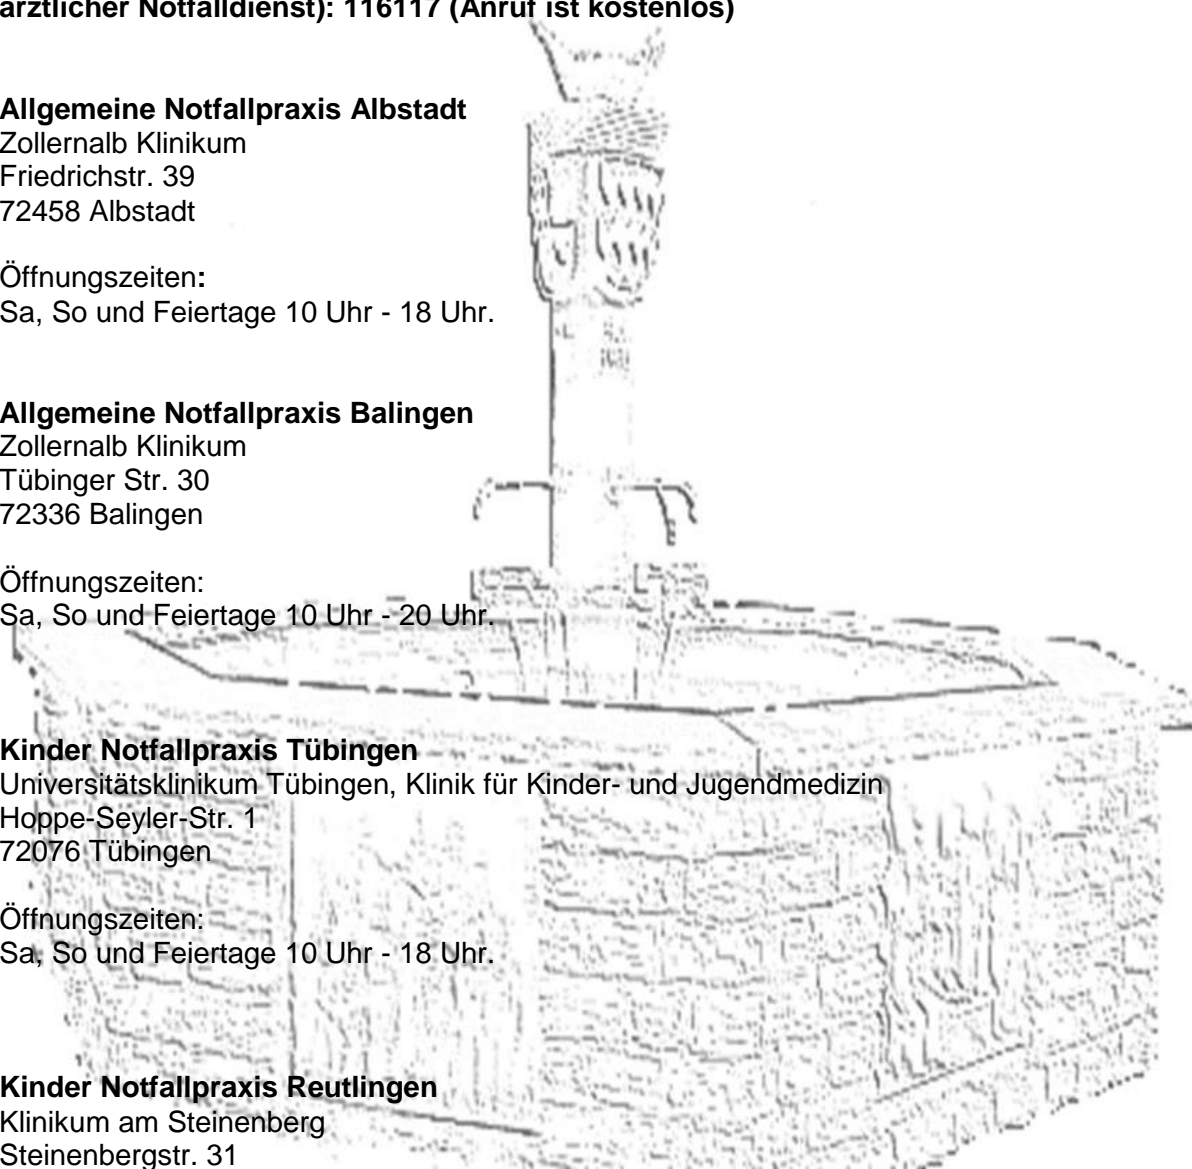 ärztlicher Notfalldienst): 116117 (Anruf ist kostenlos)
Allgemeine Notfallpraxis Albstadt
Zollernalb Klinikum
Friedrichstr. 39
72458 Albstadt
Öffnungszeiten:
Sa, So und Feiertage 10 Uhr - 18 Uhr.
Allgemeine Notfallpraxis Balingen
Zollernalb Klinikum
Tübinger Str. 30
72336 Balingen
Öffnungszeiten:
Sa, So und Feiertage 10 Uhr - 20 Uhr.
Kinder Notfallpraxis Tübingen
Universitätsklinikum Tübingen, Klinik für Kinder- und Jugendmedizin
Hoppe-Seyler-Str. 1
72076 Tübingen
Öffnungszeiten:
Sa, So und Feiertage 10 Uhr - 18 Uhr.
Kinder Notfallpraxis Reutlingen
Klinikum am Steinenberg
Steinenbergstr. 31